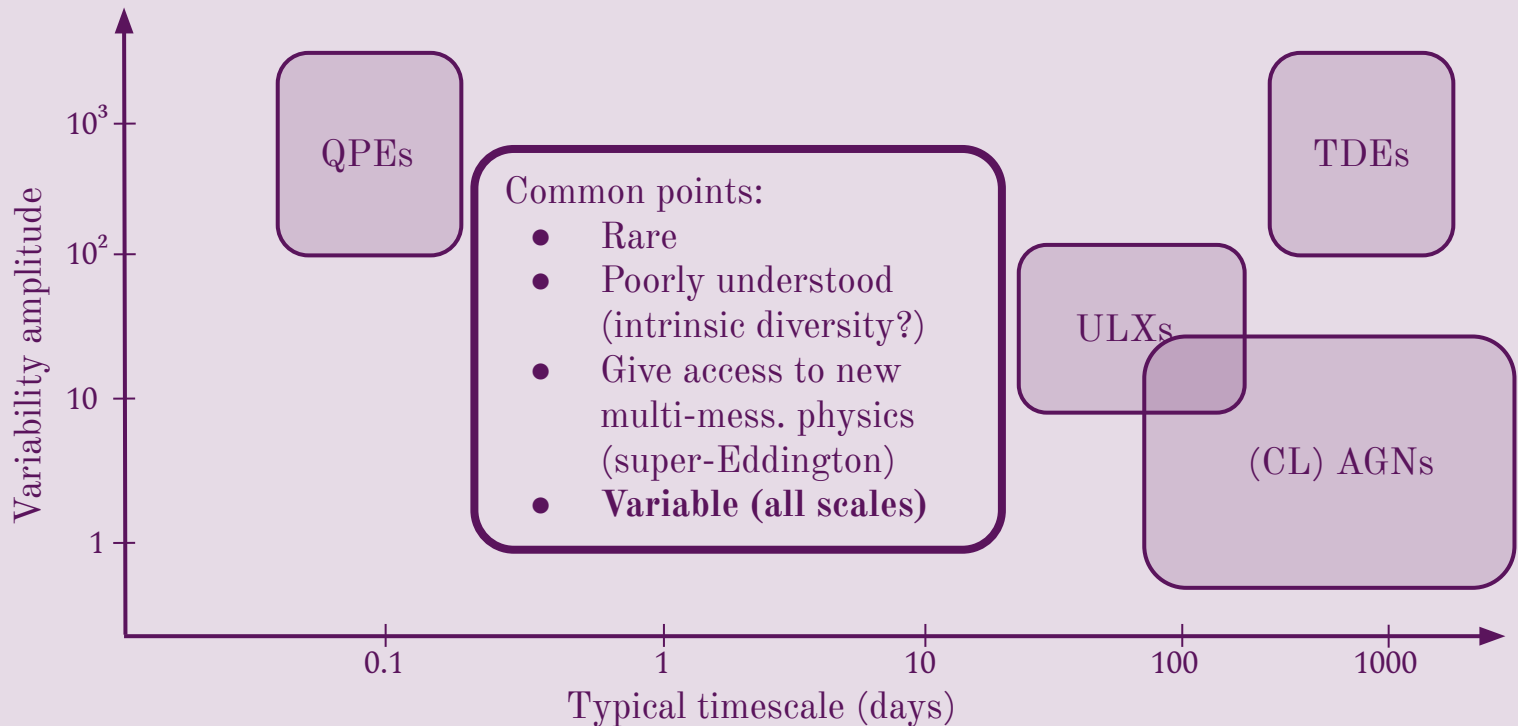 Variability amplitude
10³
10²
10
1
QPEs
Common points:
● Rare
● Poorly understood
(intrinsic diversity?)
● Give access to new
multi-mess. physics
(super-Eddington)
● Variable (all scales)
TDEs
ULXs
(CL) AGNs
0.1
1
10
100
1000
Typical timescale (days)